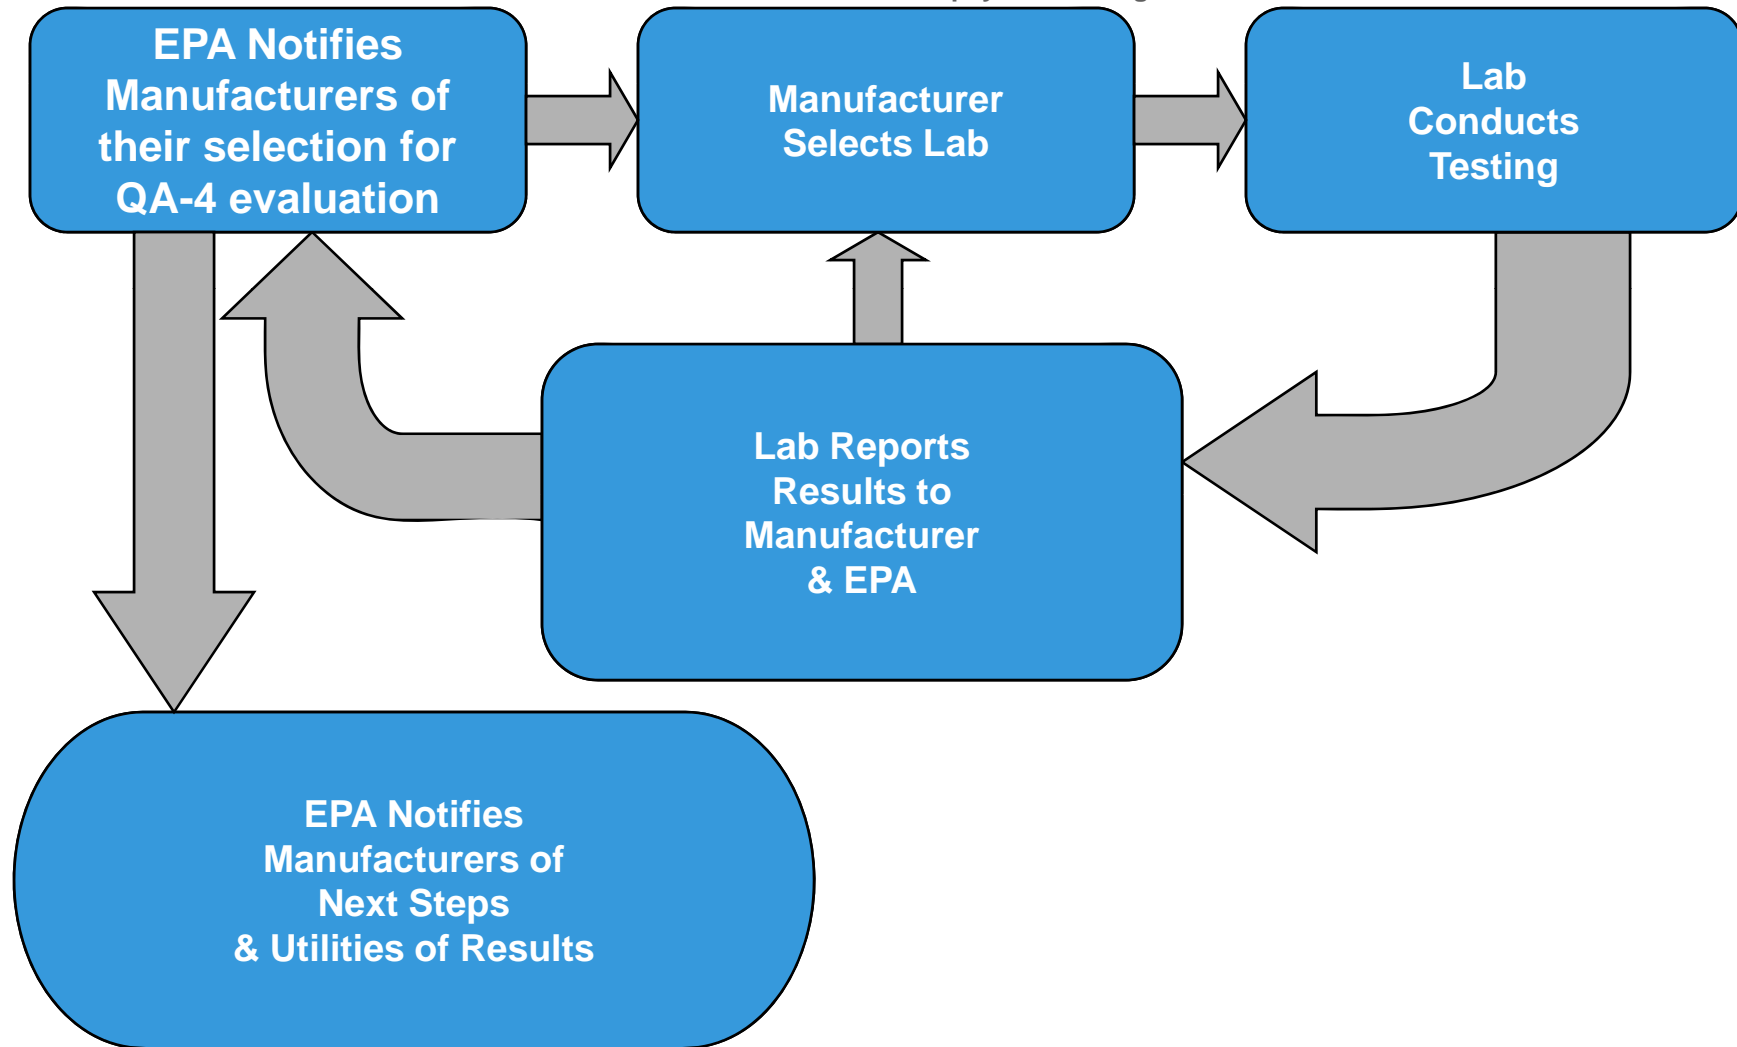 EPA Notifies
Manufacturers of
their selection for
QA-4 evaluation
Manufacturer
Selects Lab
Lab
Conducts
Testing
Lab Reports
Results to
Manufacturer
& EPA
EPA Notifies
Manufacturers of
Next Steps
& Utilities of Results